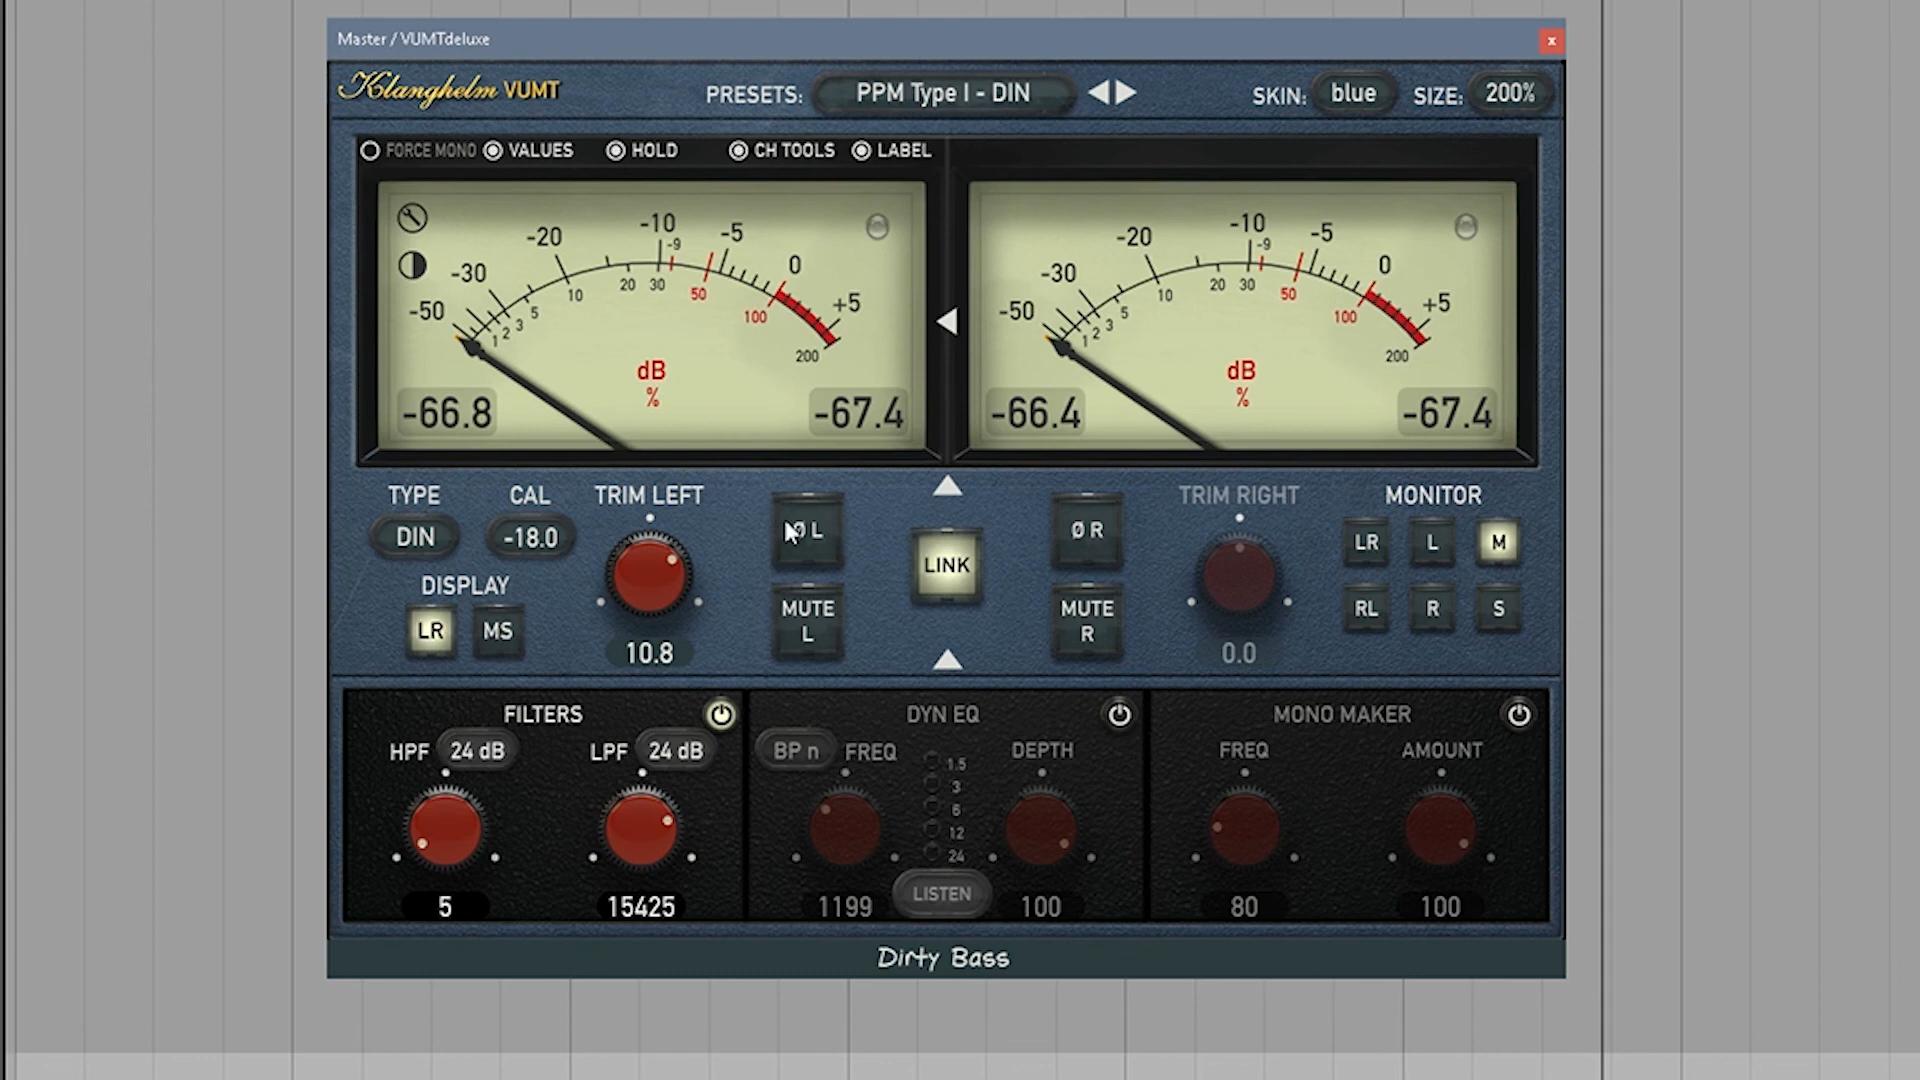 Master / VUMTdeluxe
x
Klanghelm VUMT
PRESETS: PPM Type I - DIN
SKIN: blue SIZE: 200%
FORCE MONO VALUES HOLD CH TOOLS LABEL
-50 -30 -20 -10 -9 -5 0 +5
1 2 3 5 10 20 30 50 100 200
dB
%
-66.8 -67.4
-50 -30 -20 -10 -9 -5 0 +5
1 2 3 5 10 20 30 50 100 200
dB
%
-66.4 -67.4
TYPE CAL TRIM LEFT TRIM RIGHT MONITOR
DIN -18.0 Ø L LINK Ø R LR L M
DISPLAY
LR MS MUTE L MUTE R RL R S
10.8 0.0
FILTERS DYN EQ MONO MAKER
HPF 24 dB LPF 24 dB BP n FREQ DEPTH FREQ AMOUNT
1.5
3
6
12
24
LISTEN
5 15425 1199 100 80 100
Dirty Bass